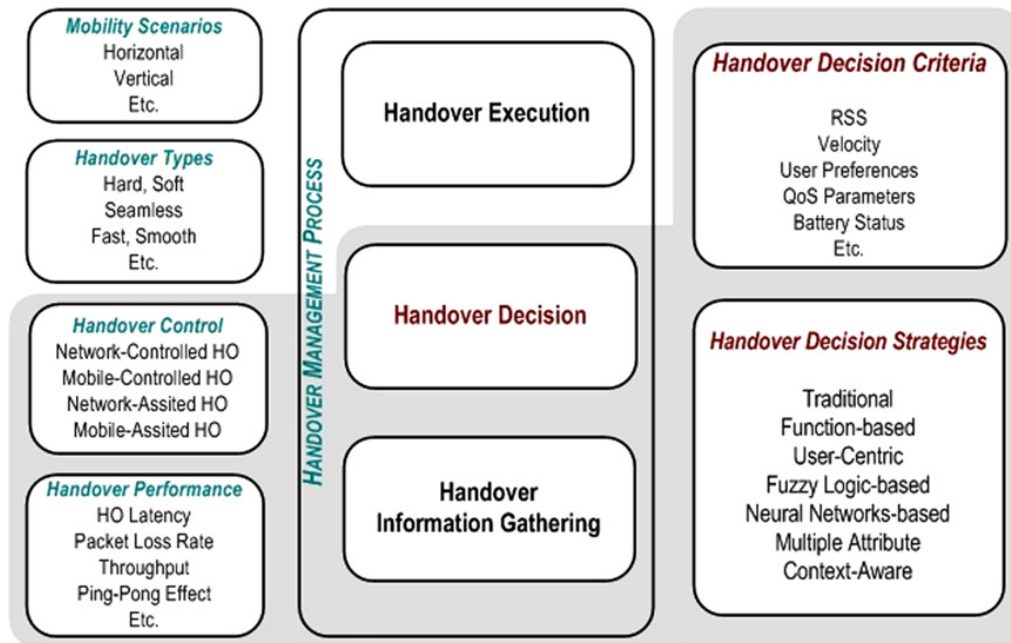 Mobility Scenarios
Horizontal
Vertical
Etc.
Handover Types
Hard, Soft
Seamless
Fast, Smooth
Etc.
Handover Control
Network-Controlled HO
Mobile-Controlled HO
Network-Assited HO
Mobile-Assited HO
Handover Performance
HO Latency
Packet Loss Rate
Throughput
Ping-Pong Effect
Etc.
HANDOVER MANAGEMENT PROCESS
Handover Execution
Handover Decision
Handover
Information Gathering
Handover Decision Criteria
RSS
Velocity
User Preferences
QoS Parameters
Battery Status
Etc.
Handover Decision Strategies
Traditional
Function-based
User-Centric
Fuzzy Logic-based
Neural Networks-based
Multiple Attribute
Context-Aware